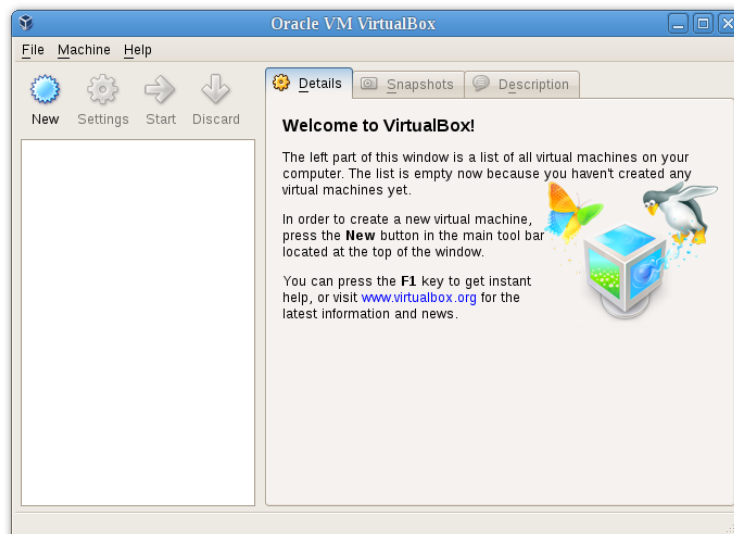 Oracle VM VirtualBox
File Machine Help
New Settings Start Discard
Details Snapshots Description
Welcome to VirtualBox!
The left part of this window is a list of all virtual machines on your
computer. The list is empty now because you haven't created any
virtual machines yet.
In order to create a new virtual machine,
press the New button in the main tool bar
located at the top of the window.
You can press the F1 key to get instant
help, or visit www.virtualbox.org for the
latest information and news.